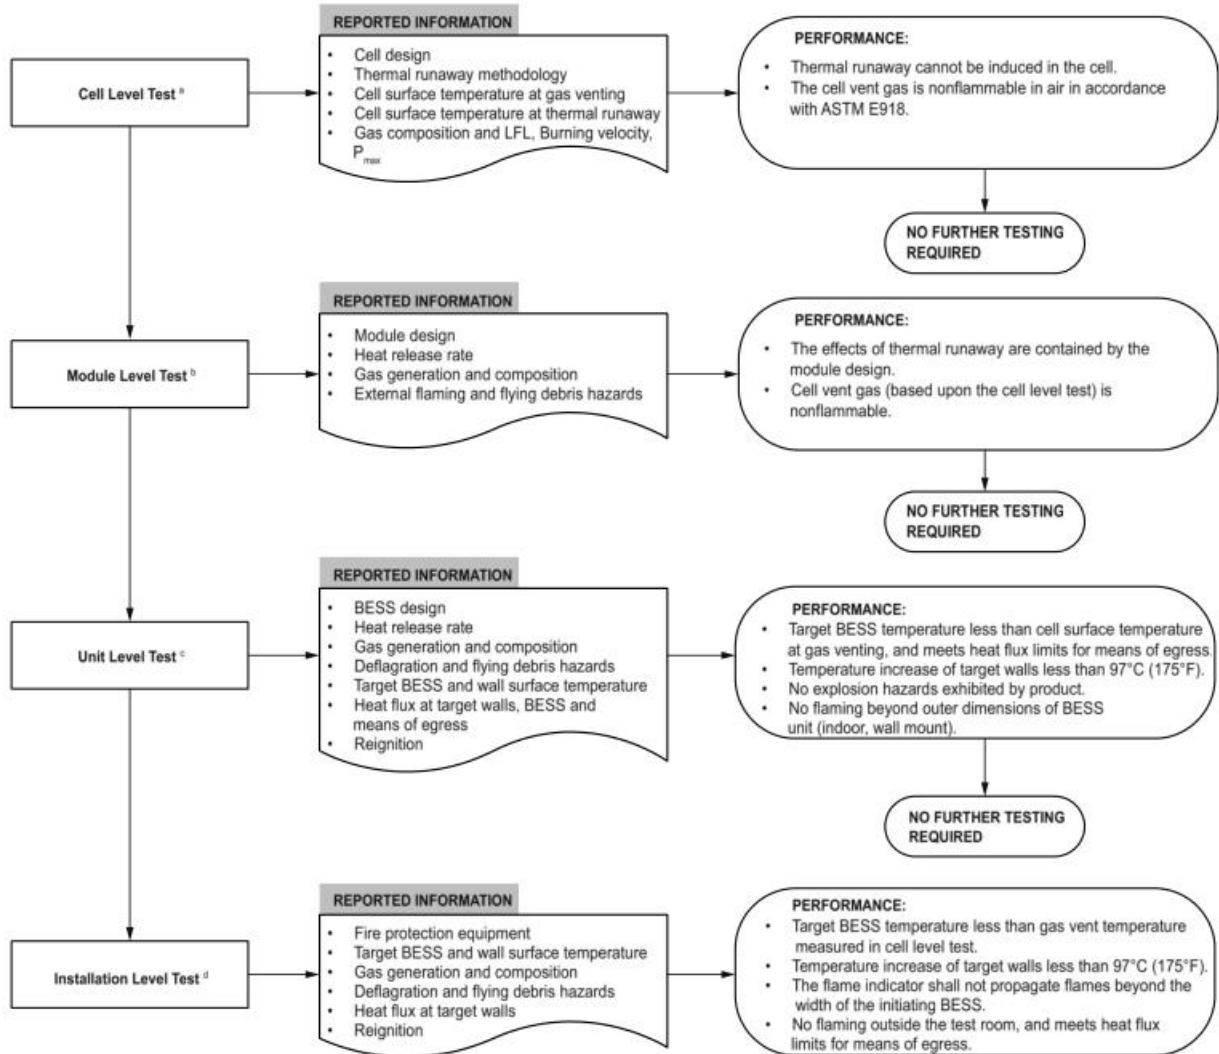 REPORTED INFORMATION
Cell Level Test a
• Cell design
• Thermal runaway methodology
• Cell surface temperature at gas venting
• Cell surface temperature at thermal runaway
• Gas composition and LFL, Burning velocity,
Pmax
PERFORMANCE:
• Thermal runaway cannot be induced in the cell.
• The cell vent gas is nonflammable in air in accordance
with ASTM E918.
NO FURTHER TESTING
REQUIRED
REPORTED INFORMATION
Module Level Test b
• Module design
• Heat release rate
• Gas generation and composition
• External flaming and flying debris hazards
PERFORMANCE:
• The effects of thermal runaway are contained by the
module design.
• Cell vent gas (based upon the cell level test) is
nonflammable.
NO FURTHER TESTING
REQUIRED
REPORTED INFORMATION
Unit Level Test c
• BESS design
• Heat release rate
• Gas generation and composition
• Deflagration and flying debris hazards
• Target BESS and wall surface temperature
• Heat flux at target walls, BESS and
means of egress
• Reignition
PERFORMANCE:
• Target BESS temperature less than cell surface temperature
at gas venting, and meets heat flux limits for means of egress.
• Temperature increase of target walls less than 97°C (175°F).
• No explosion hazards exhibited by product.
• No flaming beyond outer dimensions of BESS
unit (indoor, wall mount).
NO FURTHER TESTING
REQUIRED
REPORTED INFORMATION
Installation Level Test d
• Fire protection equipment
• Target BESS and wall surface temperature
• Gas generation and composition
• Deflagration and flying debris hazards
• Heat flux at target walls
• Reignition
PERFORMANCE:
• Target BESS temperature less than gas vent temperature
measured in cell level test.
• Temperature increase of target walls less than 97°C (175°F).
• The flame indicator shall not propagate flames beyond the
width of the initiating BESS.
• No flaming outside the test room, and meets heat flux
limits for means of egress.